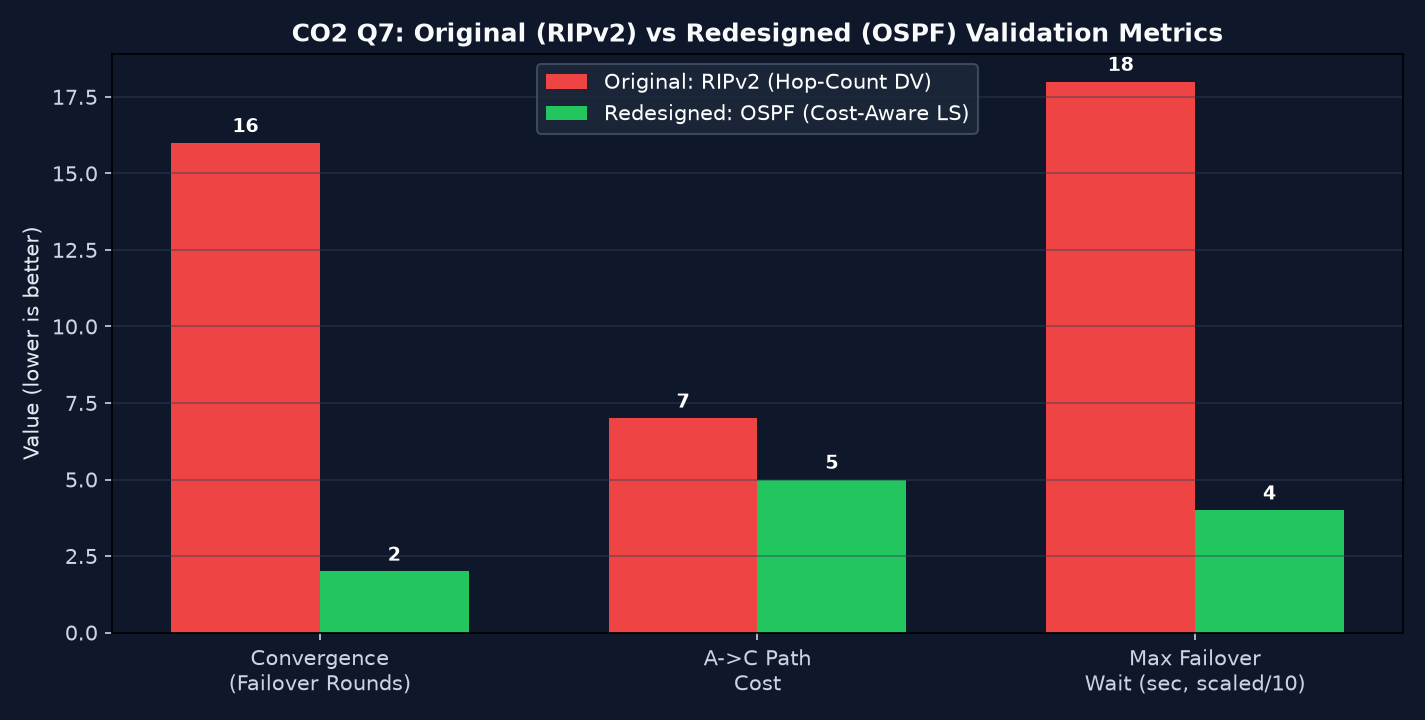 CO2 Q7: Original (RIPv2) vs Redesigned (OSPF) Validation Metrics
Original: RIPv2 (Hop-Count DV)
Redesigned: OSPF (Cost-Aware LS)
Value (lower is better)
17.5
15.0
12.5
10.0
7.5
5.0
2.5
0.0
16
2
7
5
18
4
Convergence
(Failover Rounds)
A->C Path
Cost
Max Failover
Wait (sec, scaled/10)